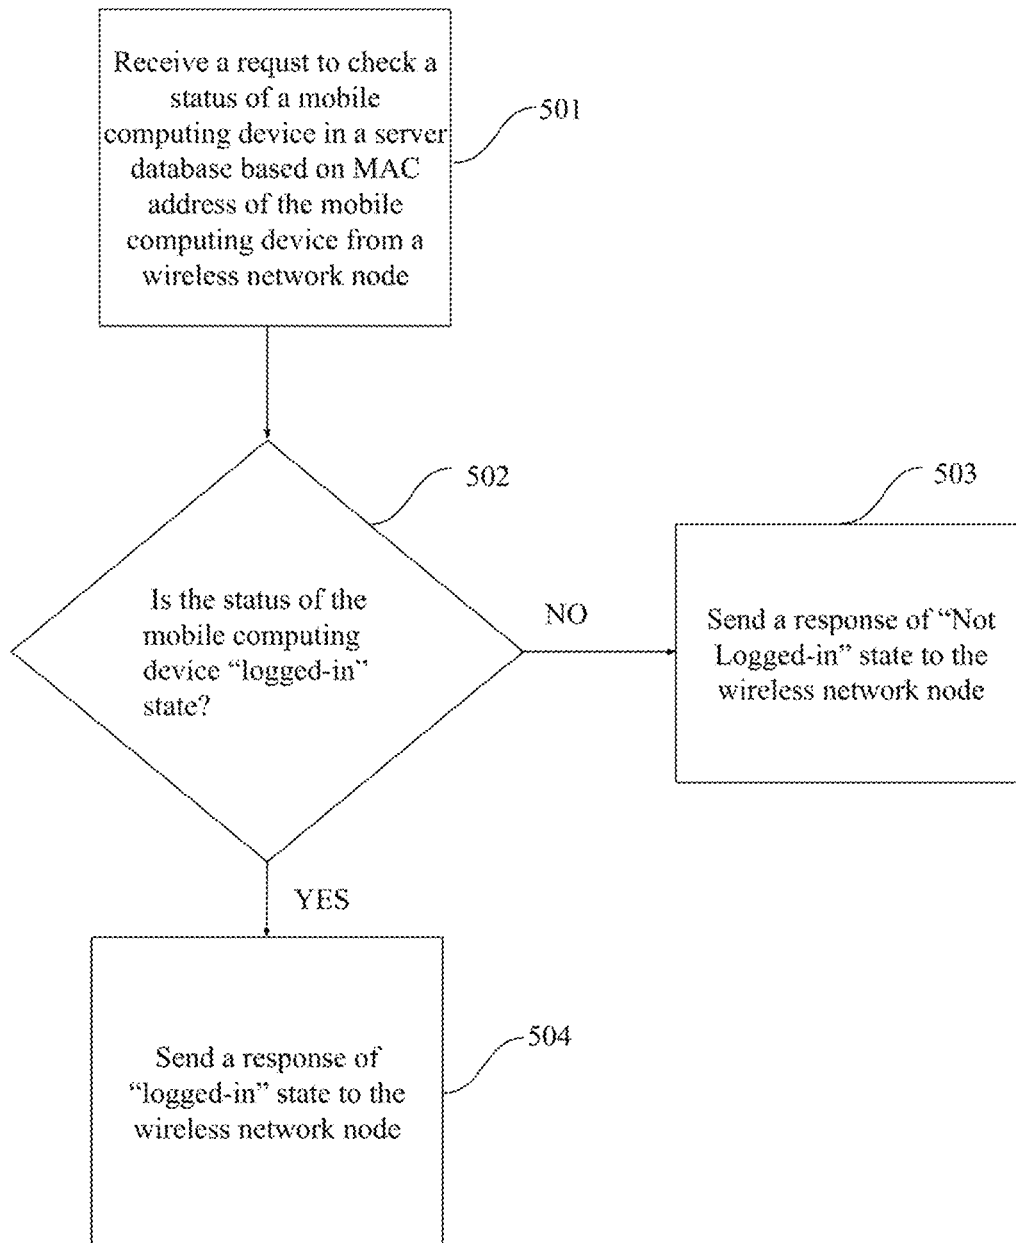 Receive a requst to check a
status of a mobile
computing device in a server
database based on MAC
address of the mobile
computing device from a
wireless network node
501
502
Is the status of the
mobile computing
device “logged-in”
state?
NO
503
Send a response of “Not
Logged-in” state to the
wireless network node
YES
504
Send a response of
“logged-in” state to the
wireless network node